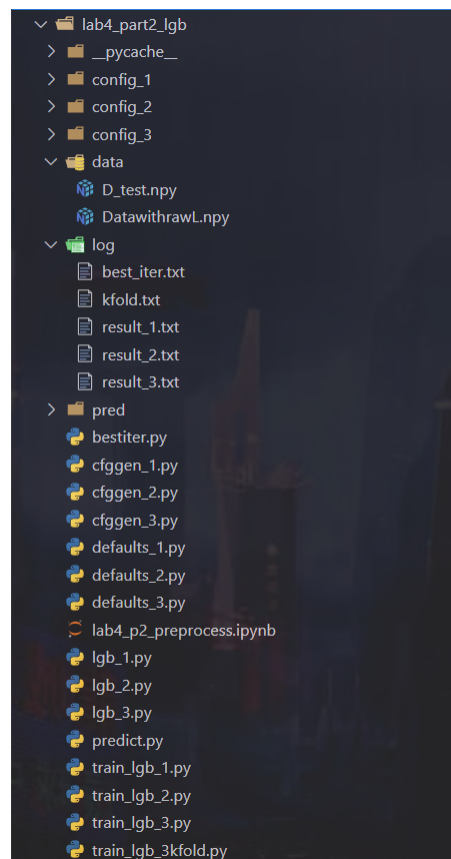 lab4_part2_lgb
__pycache__
config_1
config_2
config_3
data
D_test.npy
DatawithrawL.npy
log
best_iter.txt
kfold.txt
result_1.txt
result_2.txt
result_3.txt
pred
bestiter.py
cfggen_1.py
cfggen_2.py
cfggen_3.py
defaults_1.py
defaults_2.py
defaults_3.py
lab4_p2_preprocess.ipynb
lgb_1.py
lgb_2.py
lgb_3.py
predict.py
train_lgb_1.py
train_lgb_2.py
train_lgb_3.py
train_lgb_3kfold.py